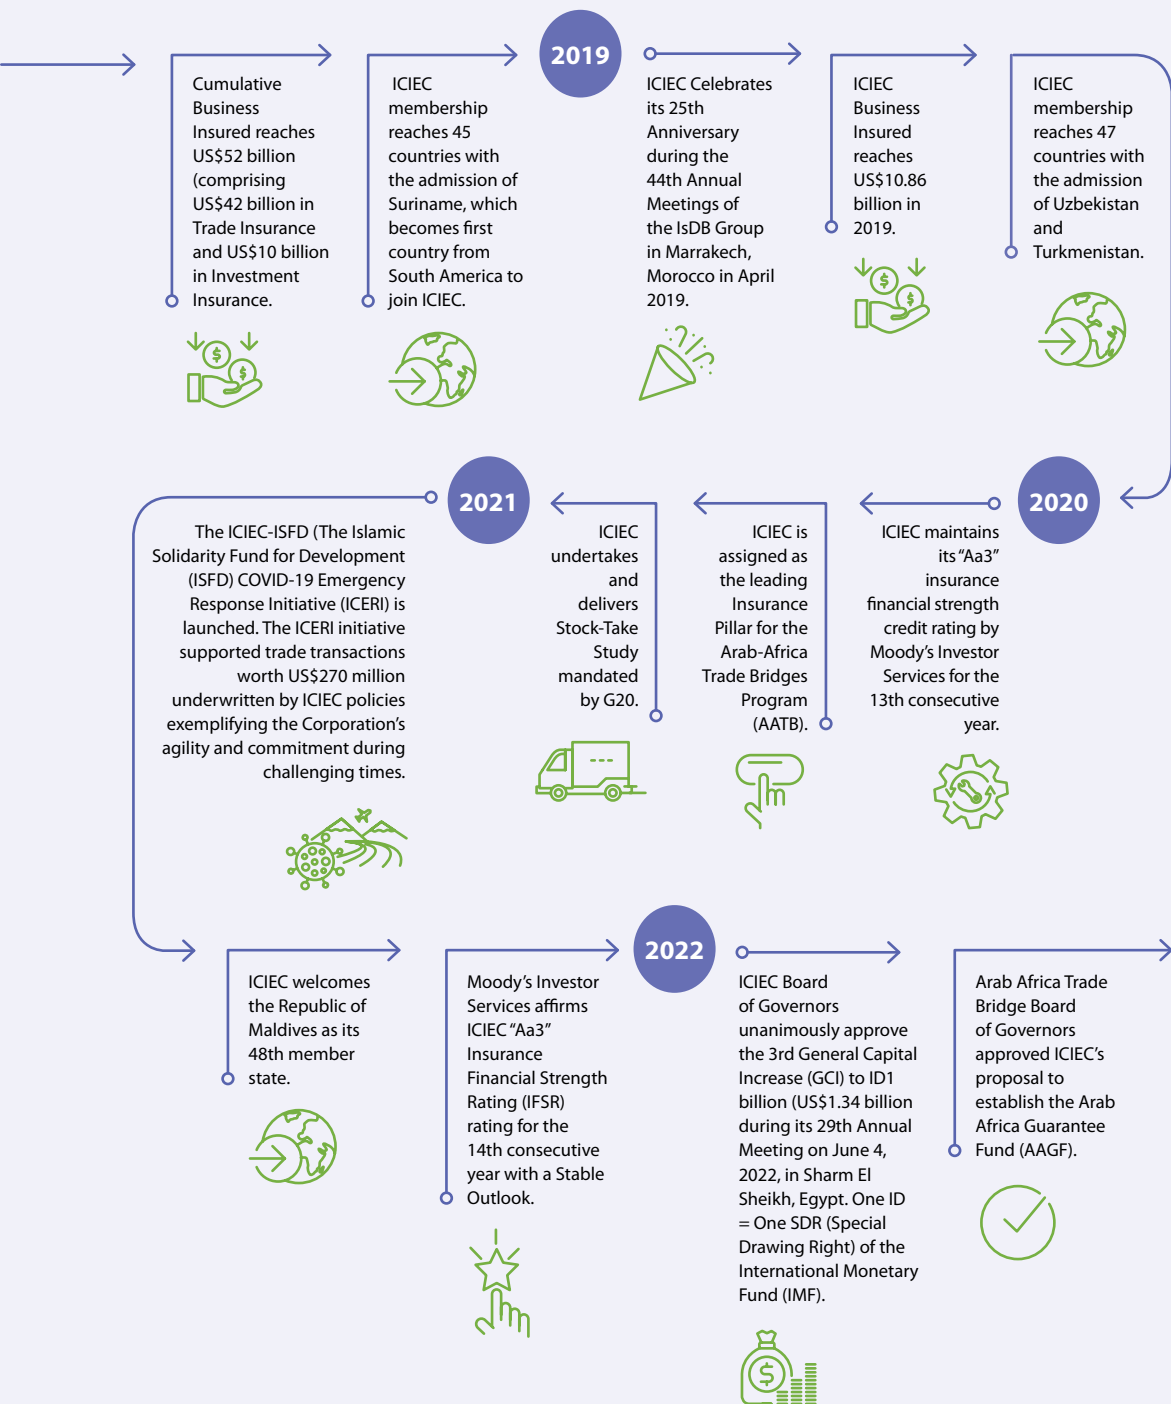 Cumulative
Business
Insured reaches
US$52 billion
(comprising
US$42 billion in
Trade Insurance
and US$10 billion
in Investment
Insurance.
ICIEC
membership
reaches 45
countries with
the admission of
Suriname, which
becomes first
country from
South America to
join ICIEC.
2019
ICIEC Celebrates
its 25th
Anniversary
during the
44th Annual
Meetings of
the IsDB Group
in Marrakech,
Morocco in April
2019.
ICIEC
Business
Insured
reaches
US$10.86
billion in
2019.
ICIEC
membership
reaches 47
countries with
the admission
of Uzbekistan
and
Turkmenistan.
2020
ICIEC maintains
its “Aa3”
insurance
financial strength
credit rating by
Moody’s Investor
Services for the
13th consecutive
year.
ICIEC is
assigned as
the leading
Insurance
Pillar for the
Arab-Africa
Trade Bridges
Program
(AATB).
ICIEC
undertakes
and
delivers
Stock-Take
Study
mandated
by G20.
2021
The ICIEC-ISFD (The Islamic
Solidarity Fund for Development
(ISFD) COVID-19 Emergency
Response Initiative (ICERI) is
launched. The ICERI initiative
supported trade transactions
worth US$270 million
underwritten by ICIEC policies
exemplifying the Corporation’s
agility and commitment during
challenging times.
ICIEC welcomes
the Republic of
Maldives as its
48th member
state.
Moody’s Investor
Services affirms
ICIEC “Aa3”
Insurance
Financial Strength
Rating (IFSR)
rating for the
14th consecutive
year with a Stable
Outlook.
2022
ICIEC Board
of Governors
unanimously approve
the 3rd General Capital
Increase (GCI) to ID1
billion (US$1.34 billion
during its 29th Annual
Meeting on June 4,
2022, in Sharm El
Sheikh, Egypt. One ID
= One SDR (Special
Drawing Right) of the
International Monetary
Fund (IMF).
Arab Africa Trade
Bridge Board
of Governors
approved ICIEC’s
proposal to
establish the Arab
Africa Guarantee
Fund (AAGF).